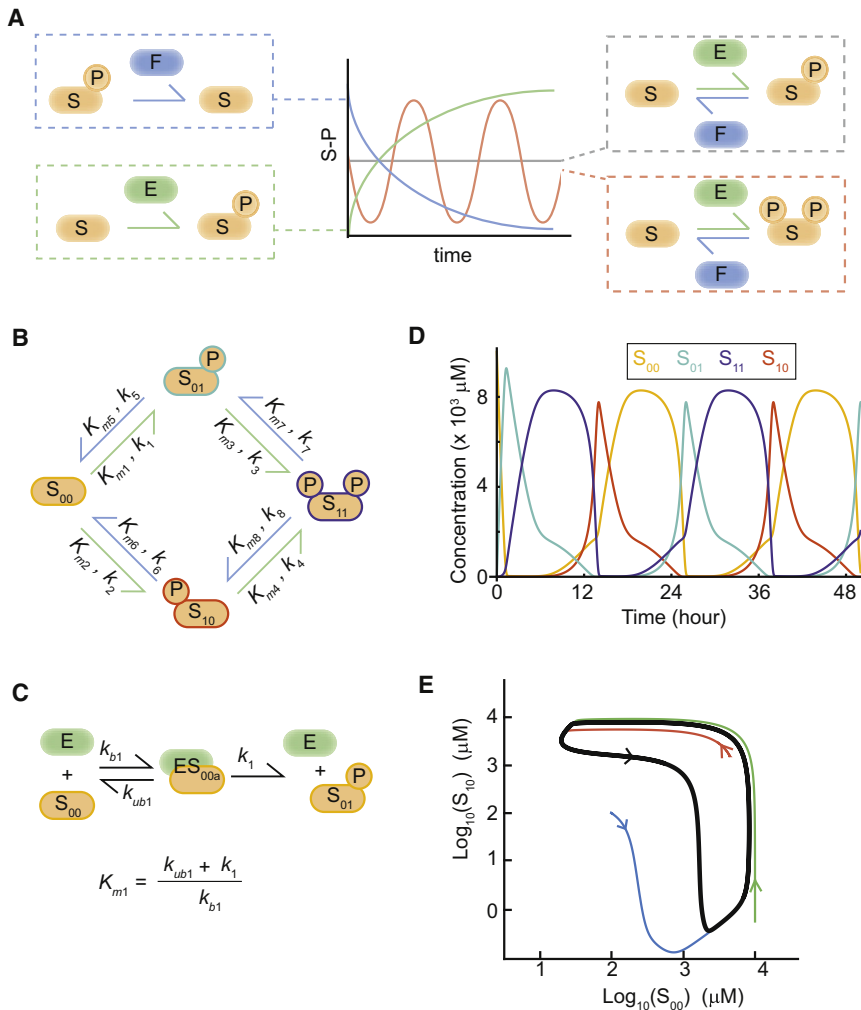 A
P
S
F
S
S
E
P
S
S-P
time
S
E
F
P
S
S
E
F
P
P
S
B
P
S01
Km5, k5
Km1, k1
Km7, k7
Km3, k3
S00
P
P
S11
Km6, k6
Km2, k2
Km8, k8
Km4, k4
P
S10
C
E
+
S00
kb1
kub1
ES00a
k1
E
+
P
S01
Km1 = kub1 + k1
kb1
D
S00 S01 S11 S10
Concentration (x 10³ μM)
8
4
0
0 12 24 36 48
Time (hour)
E
Log10(S10) (μM)
4
3
2
1
0
1 2 3 4
Log10(S00) (μM)